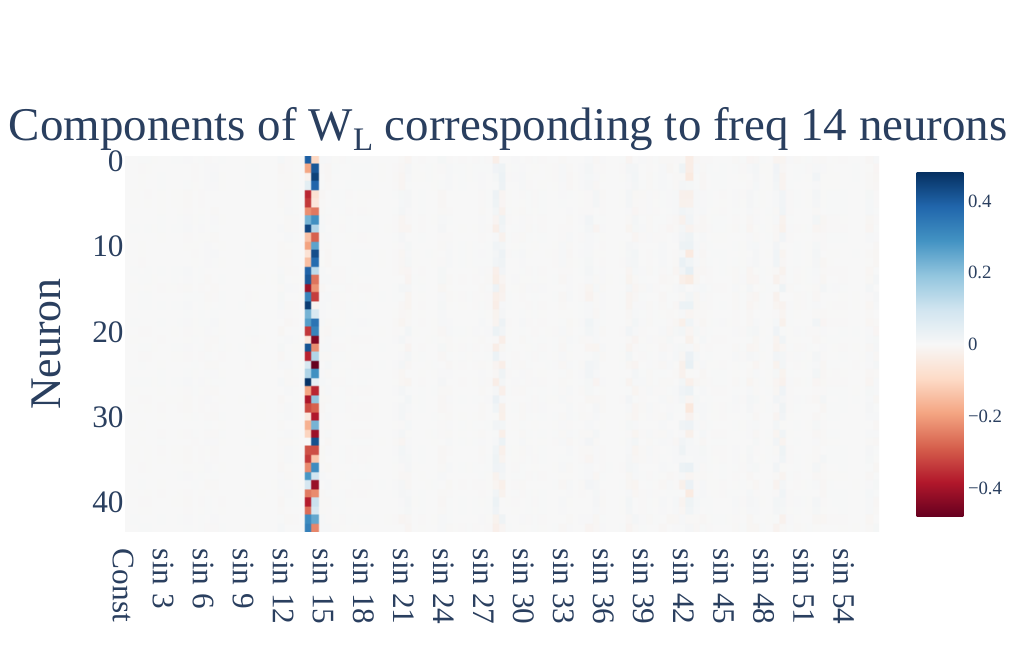 Components of W_L corresponding to freq 14 neurons
0
10
20
30
40
Neuron
0.4
0.2
0
−0.2
−0.4
Const
sin 3
sin 6
sin 9
sin 12
sin 15
sin 18
sin 21
sin 24
sin 27
sin 30
sin 33
sin 36
sin 39
sin 42
sin 45
sin 48
sin 51
sin 54